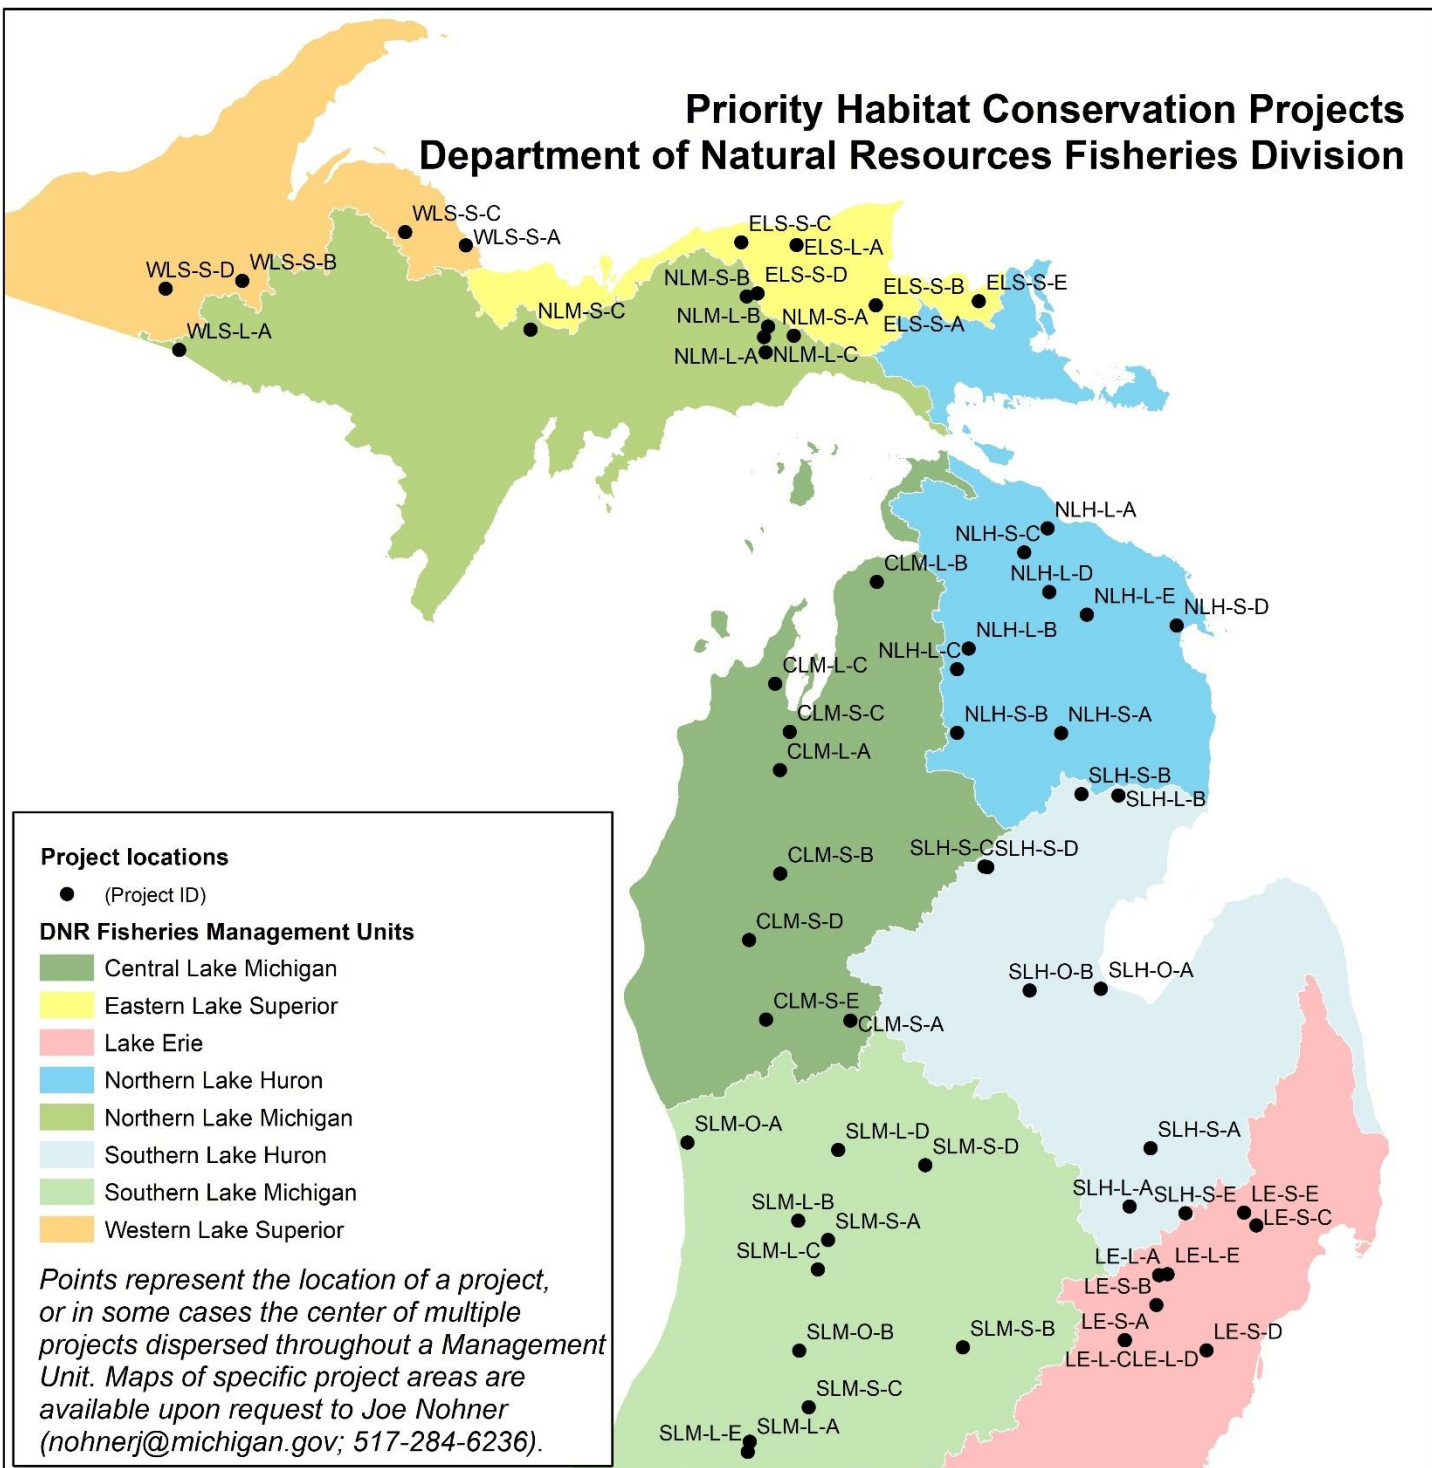 Priority Habitat Conservation Projects
Department of Natural Resources Fisheries Division
WLS-S-C
WLS-S-A
WLS-S-D
WLS-S-B
WLS-L-A
ELS-S-C
ELS-L-A
NLM-S-B
ELS-S-D
ELS-S-B
ELS-S-E
NLM-S-C
NLM-L-B
NLM-S-A
ELS-S-A
NLM-L-A
NLM-L-C
NLH-L-A
NLH-S-C
CLM-L-B
NLH-L-D
NLH-L-E
NLH-S-D
NLH-L-B
NLH-L-C
CLM-L-C
CLM-S-C
NLH-S-B
NLH-S-A
CLM-L-A
SLH-S-B
SLH-L-B
CLM-S-B
SLH-S-C
SLH-S-D
CLM-S-D
SLH-O-B
SLH-O-A
CLM-S-E
CLM-S-A
SLM-O-A
SLM-L-D
SLM-S-D
SLH-S-A
SLH-L-A
SLH-S-E
LE-S-E
LE-S-C
SLM-L-B
SLM-S-A
SLM-L-C
LE-L-A
LE-L-E
LE-S-B
LE-S-A
LE-S-D
LE-L-C
LE-L-D
SLM-O-B
SLM-S-B
SLM-S-C
SLM-L-A
SLM-L-E
Project locations
(Project ID)
DNR Fisheries Management Units
Central Lake Michigan
Eastern Lake Superior
Lake Erie
Northern Lake Huron
Northern Lake Michigan
Southern Lake Huron
Southern Lake Michigan
Western Lake Superior
Points represent the location of a project,
or in some cases the center of multiple
projects dispersed throughout a Management
Unit. Maps of specific project areas are
available upon request to Joe Nohner
(nohnerj@michigan.gov; 517-284-6236).